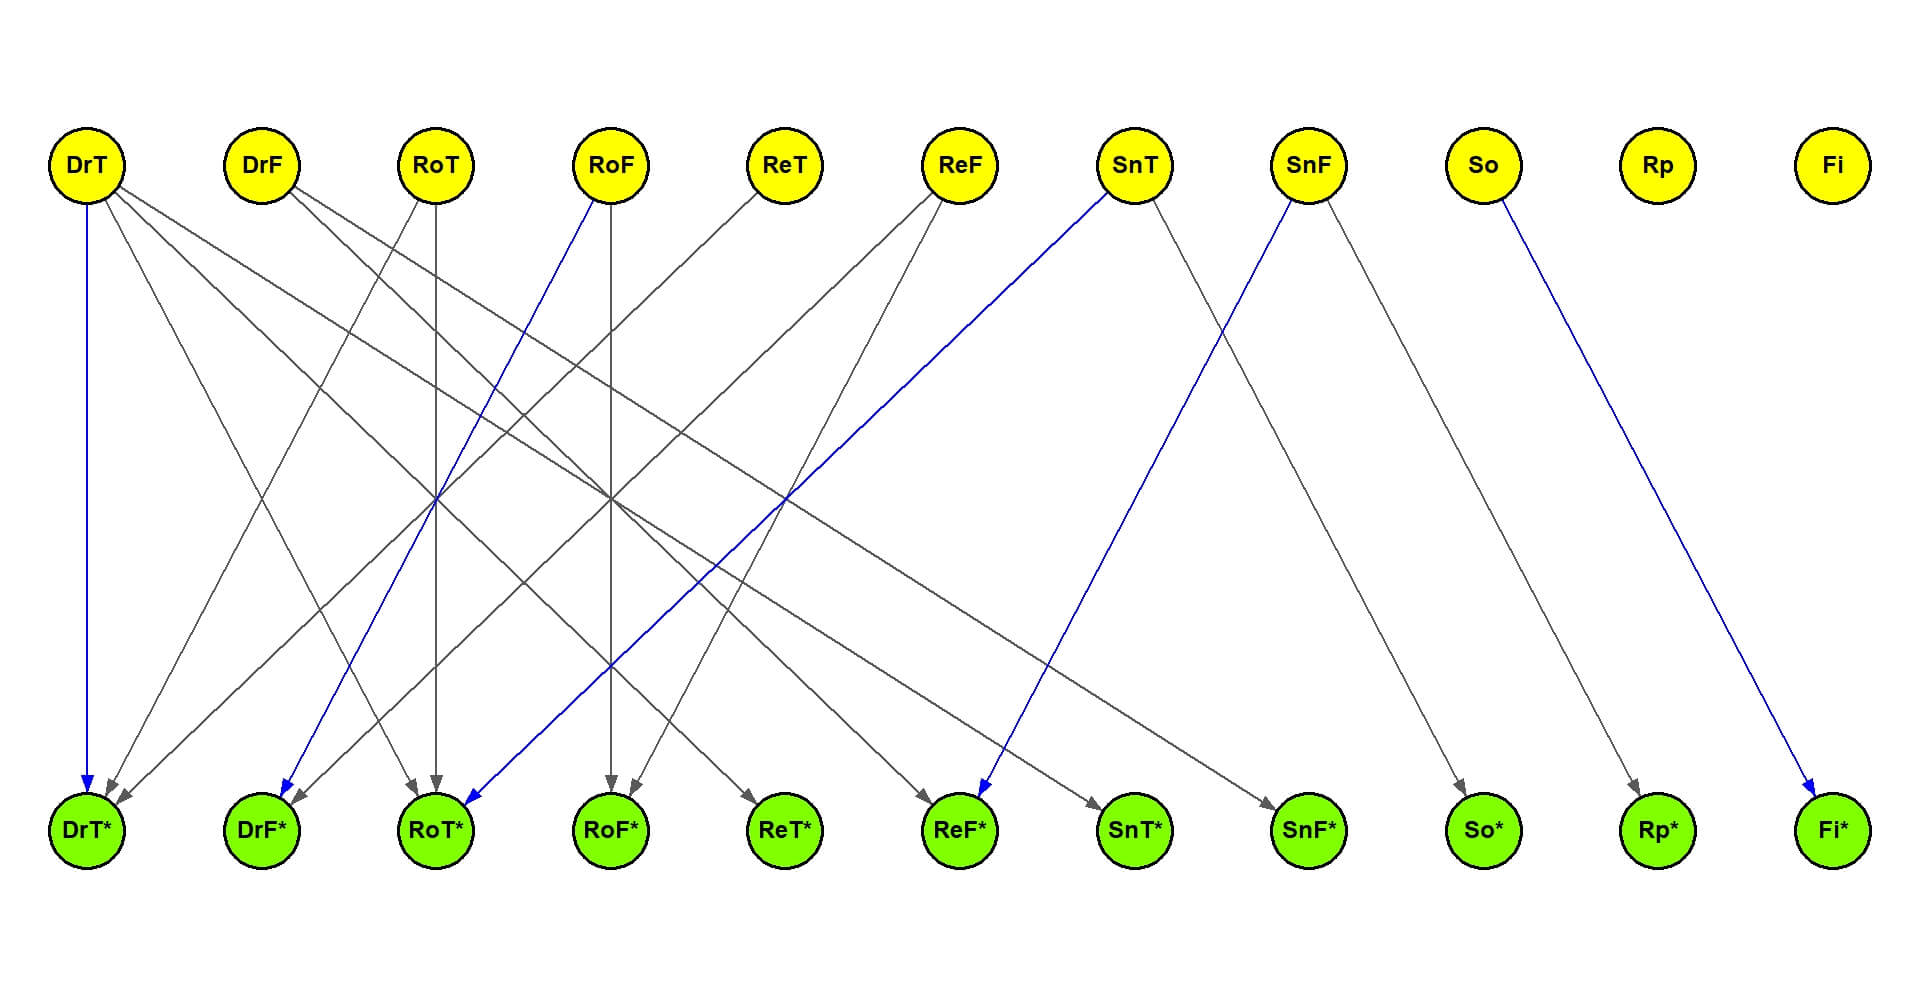 DrT DrF RoT RoF ReT ReF SnT SnF So Rp Fi
DrT* DrF* RoT* RoF* ReT* ReF* SnT* SnF* So* Rp* Fi*